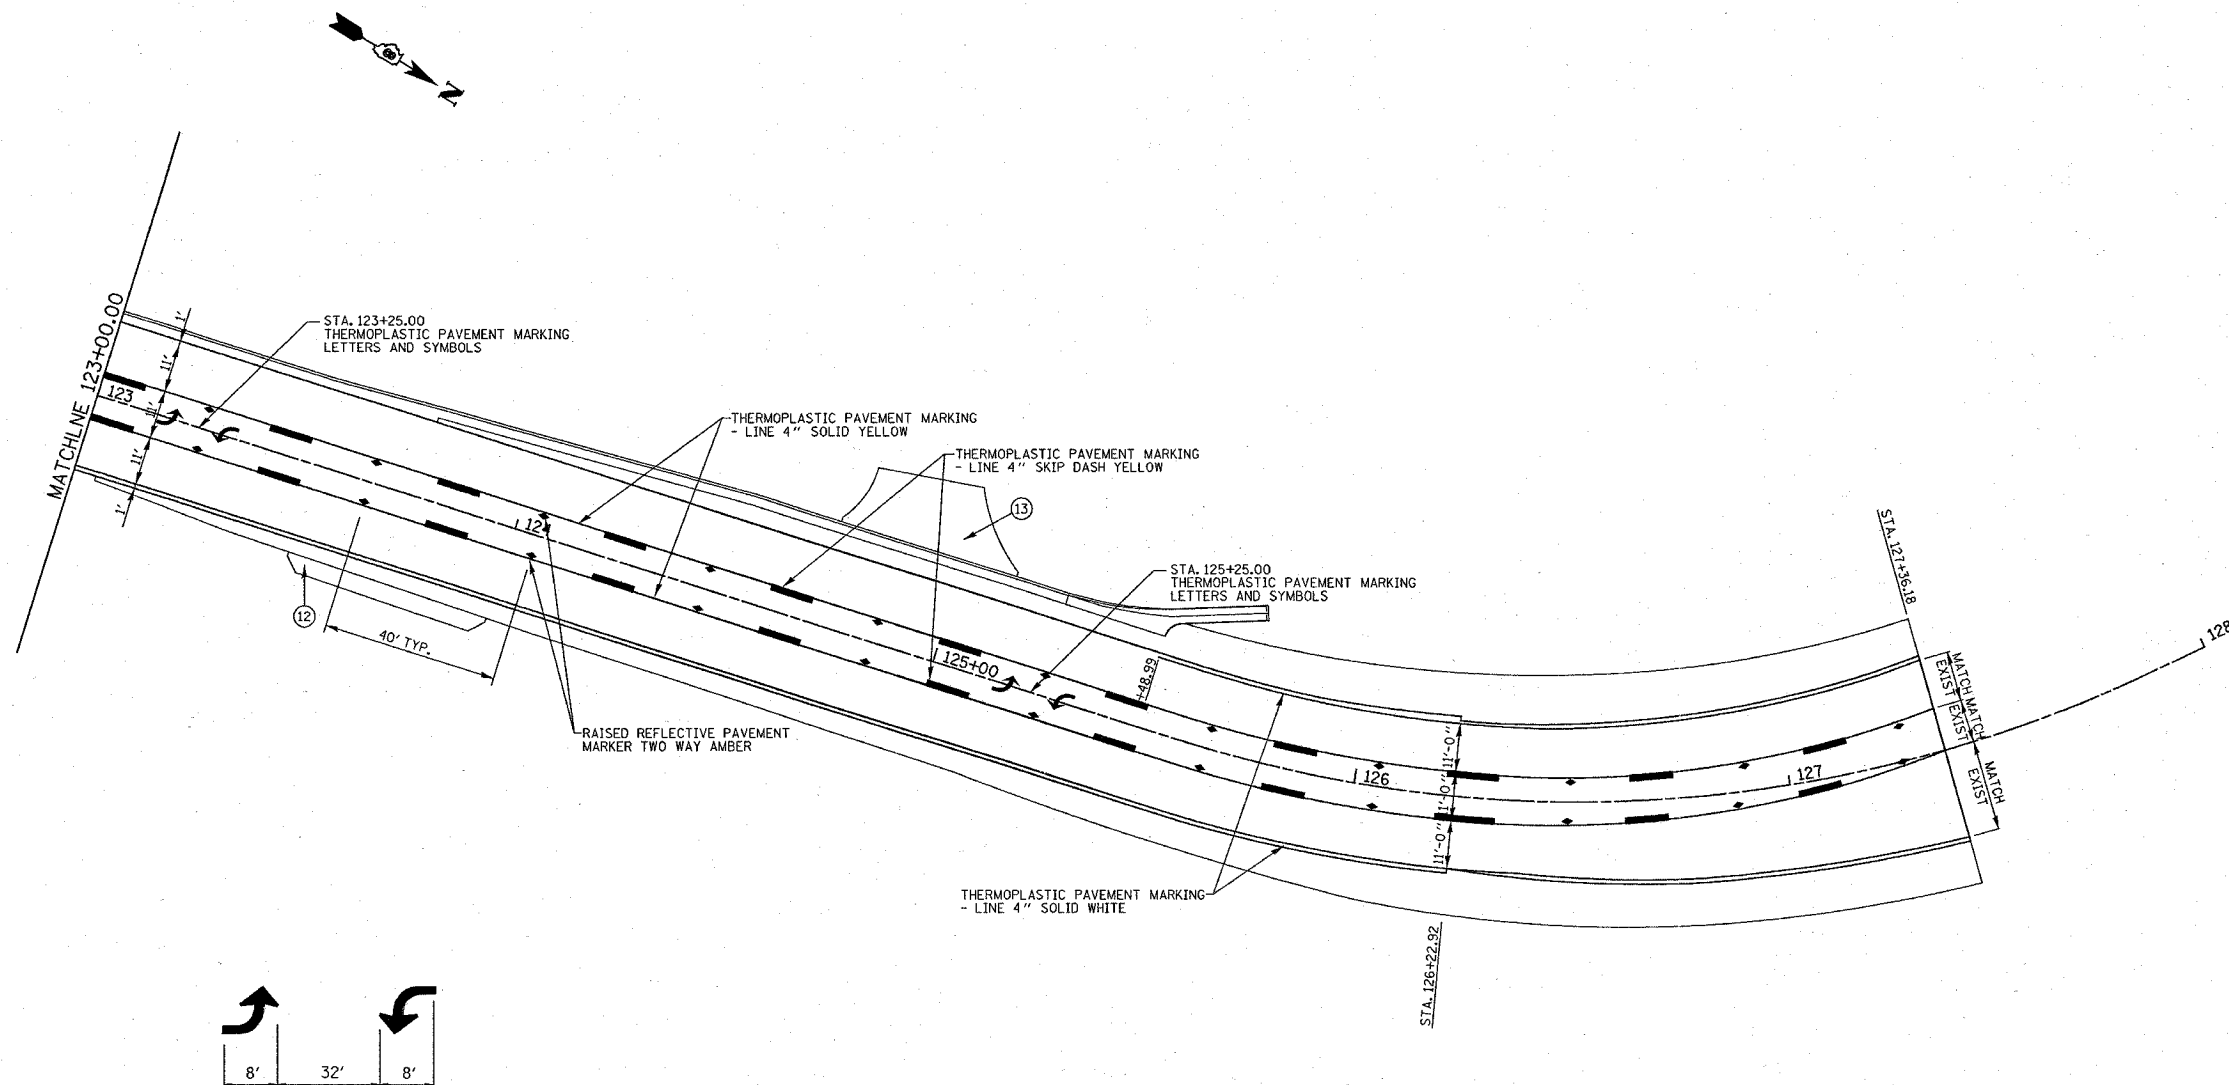 N
MATCHLNE 123+00.00
1'
11'
11'
11'
1'
123
STA. 123+25.00
THERMOPLASTIC PAVEMENT MARKING
LETTERS AND SYMBOLS
THERMOPLASTIC PAVEMENT MARKING
- LINE 4" SOLID YELLOW
THERMOPLASTIC PAVEMENT MARKING
- LINE 4" SKIP DASH YELLOW
13
124
12
40' TYP.
RAISED REFLECTIVE PAVEMENT
MARKER TWO WAY AMBER
125+00
STA. 125+25.00
THERMOPLASTIC PAVEMENT MARKING
LETTERS AND SYMBOLS
+48.99
126
11'-0"
11'-0"
11'-0"
THERMOPLASTIC PAVEMENT MARKING
- LINE 4" SOLID WHITE
STA. 126+22.92
127
STA. 127+36.18
MATCH
EXIST
MATCH
EXIST
MATCH
EXIST
128
8'
32'
8'